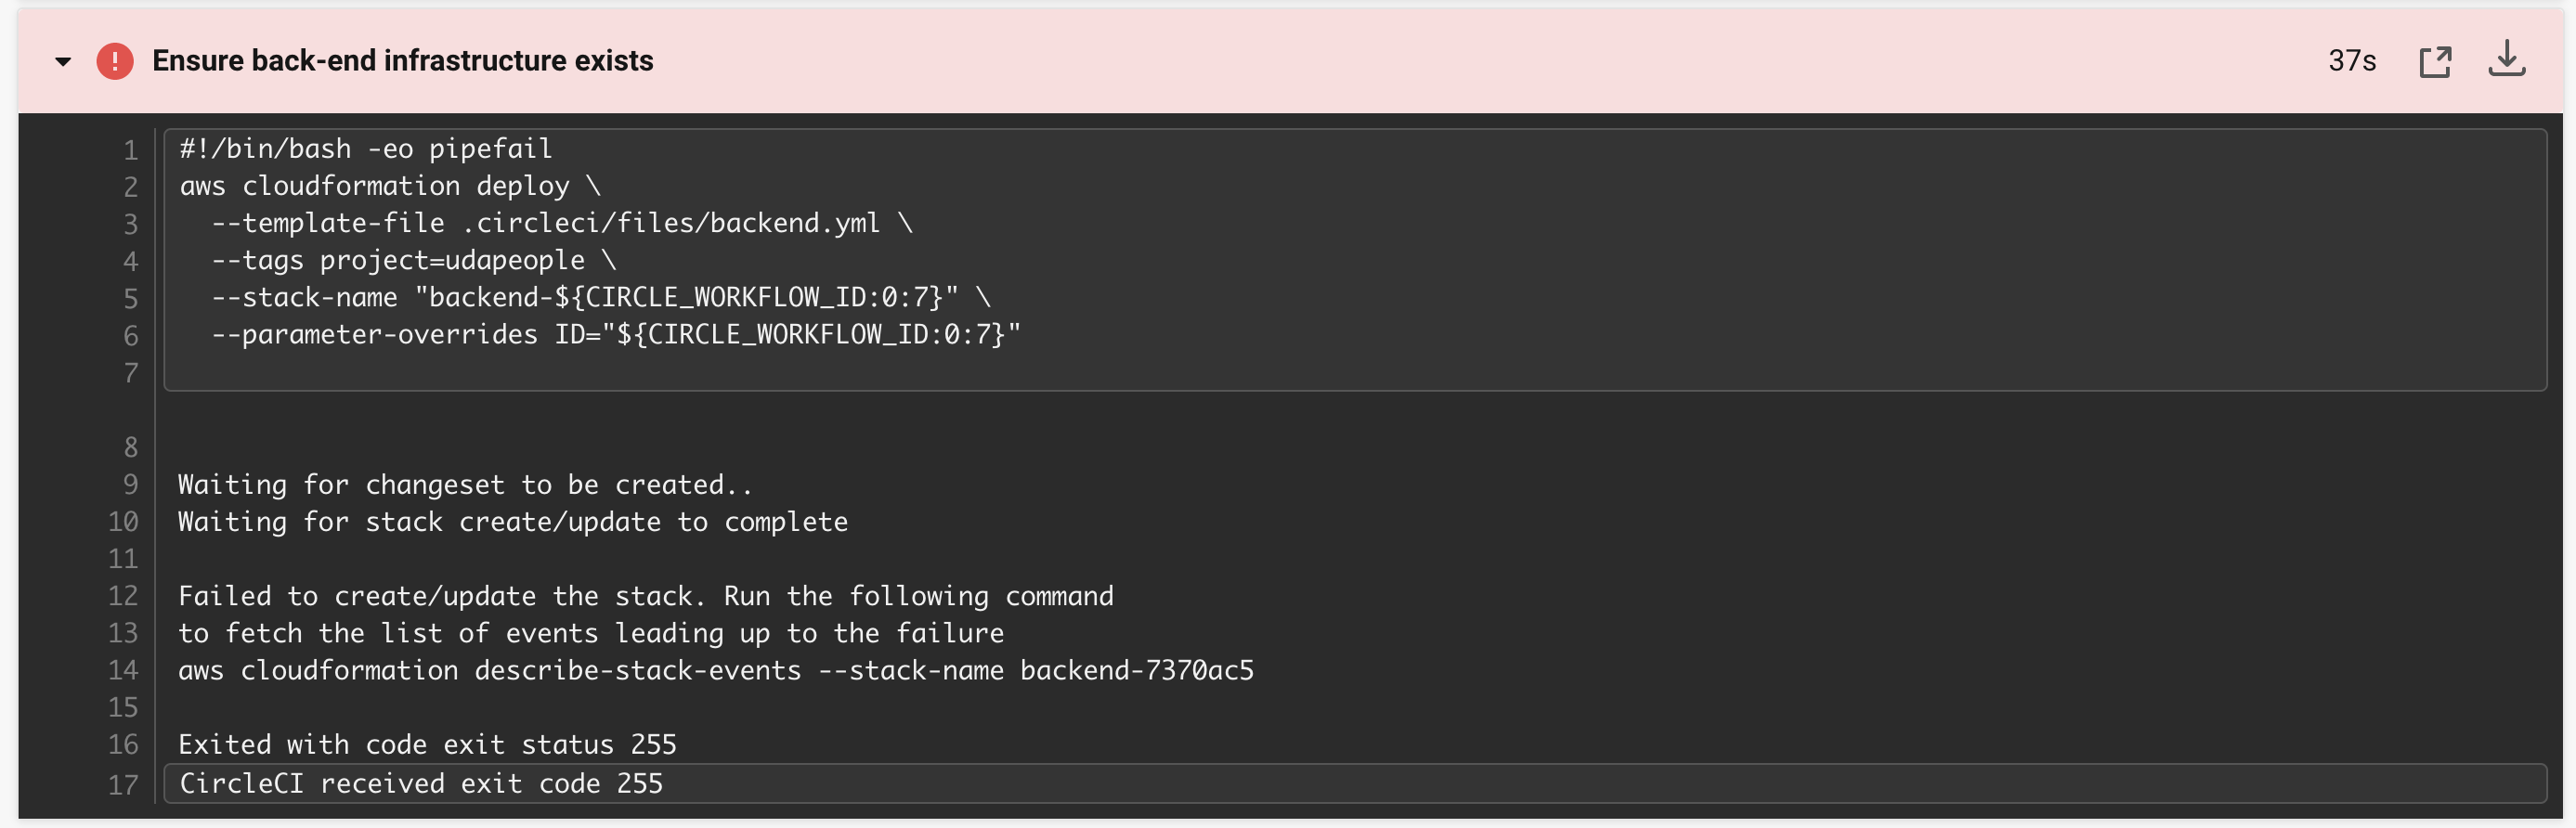 Ensure back-end infrastructure exists 37s
1 #!/bin/bash -eo pipefail
2 aws cloudformation deploy \
3   --template-file .circleci/files/backend.yml \
4   --tags project=udapeople \
5   --stack-name "backend-${CIRCLE_WORKFLOW_ID:0:7}" \
6   --parameter-overrides ID="${CIRCLE_WORKFLOW_ID:0:7}"
7
8
9 Waiting for changeset to be created..
10 Waiting for stack create/update to complete
11
12 Failed to create/update the stack. Run the following command
13 to fetch the list of events leading up to the failure
14 aws cloudformation describe-stack-events --stack-name backend-7370ac5
15
16 Exited with code exit status 255
17 CircleCI received exit code 255